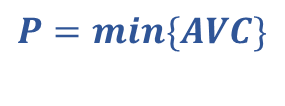 P = min{AVC}